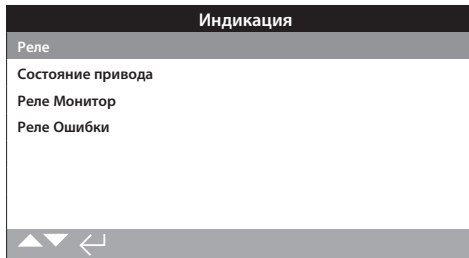 Индикация
Реле
Состояние привода
Реле Монитор
Реле Ошибки